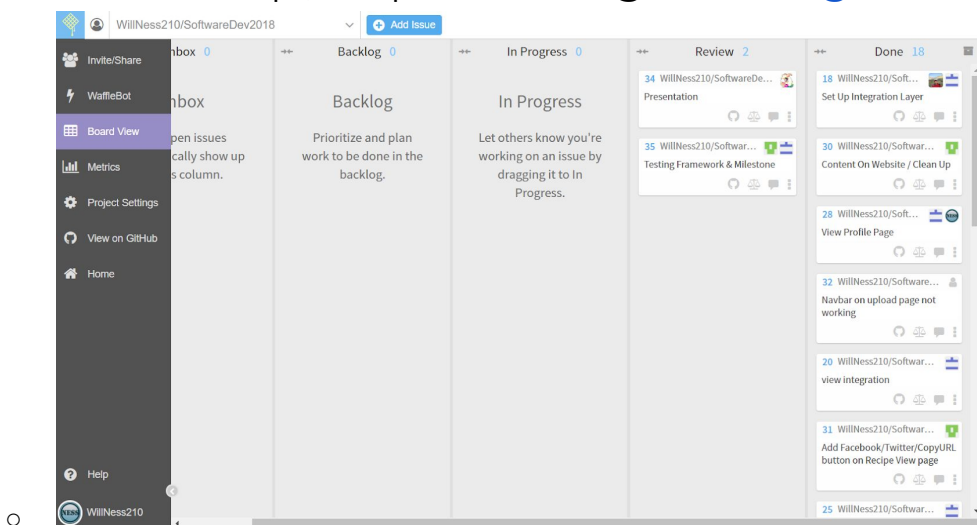 WillNess210/SoftwareDev2018
Add Issue
Invite/Share
WaffleBot
Board View
Metrics
Project Settings
View on GitHub
Home
Help
WillNess210
nbox 0
nbox
pen issues
cally show up
s column.
Backlog 0
Backlog
Prioritize and plan
work to be done in the
backlog.
In Progress 0
In Progress
Let others know you're
working on an issue by
dragging it to In
Progress.
Review 2
34 WillNess210/SoftwareDe...
Presentation
35 WillNess210/Softwar...
Testing Framework & Milestone
Done 18
18 WillNess210/Soft...
Set Up Integration Layer
30 WillNess210/Softwar...
Content On Website / Clean Up
28 WillNess210/Soft...
View Profile Page
32 WillNess210/Software...
Navbar on upload page not
working
20 WillNess210/Softwar...
view integration
31 WillNess210/Softwar...
Add Facebook/Twitter/CopyURL
button on Recipe View page
25 WillNess210/Softwar...